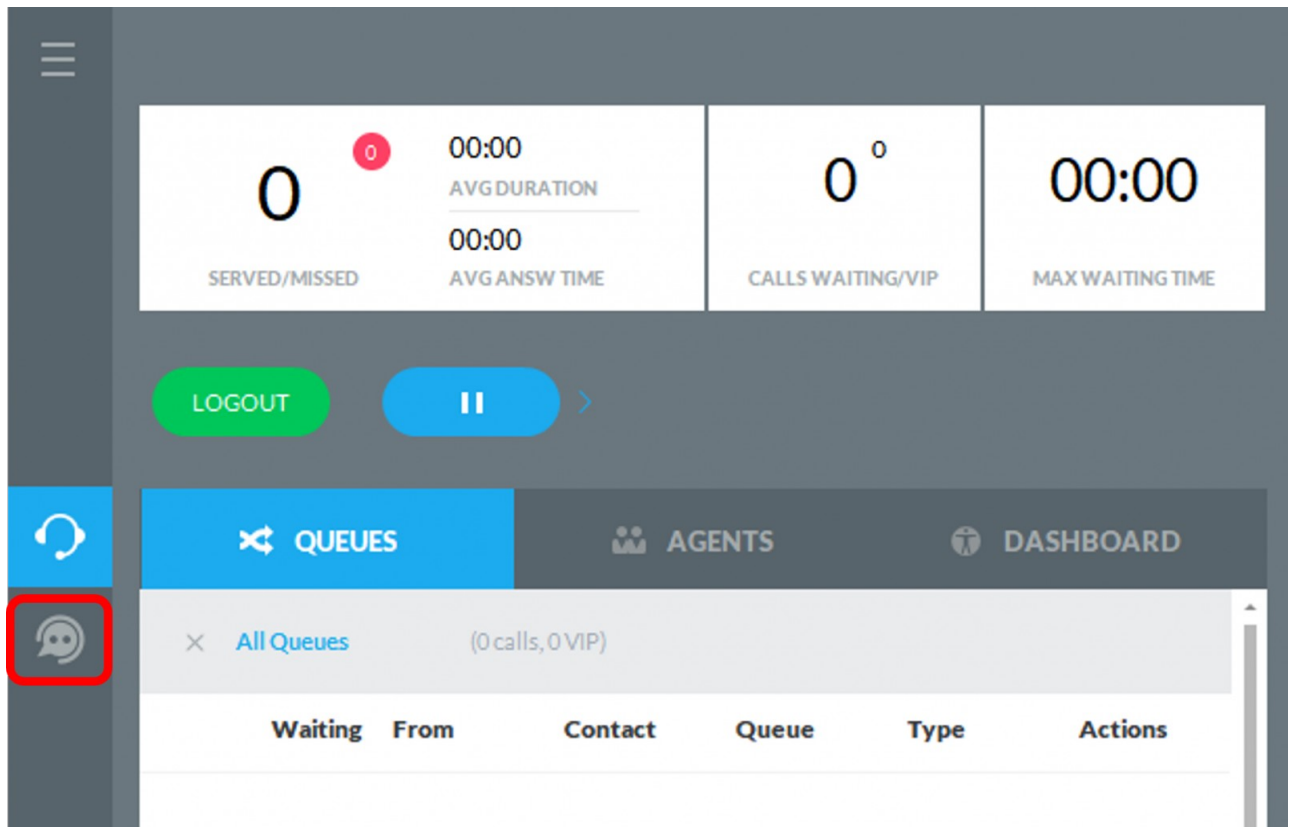 0 0
00:00
AVG DURATION
00:00
SERVED/MISSED AVG ANSW TIME
0 0
CALLS WAITING/VIP
00:00
MAX WAITING TIME
LOGOUT
QUEUES AGENTS DASHBOARD
× All Queues (0 calls, 0 VIP)
Waiting From Contact Queue Type Actions